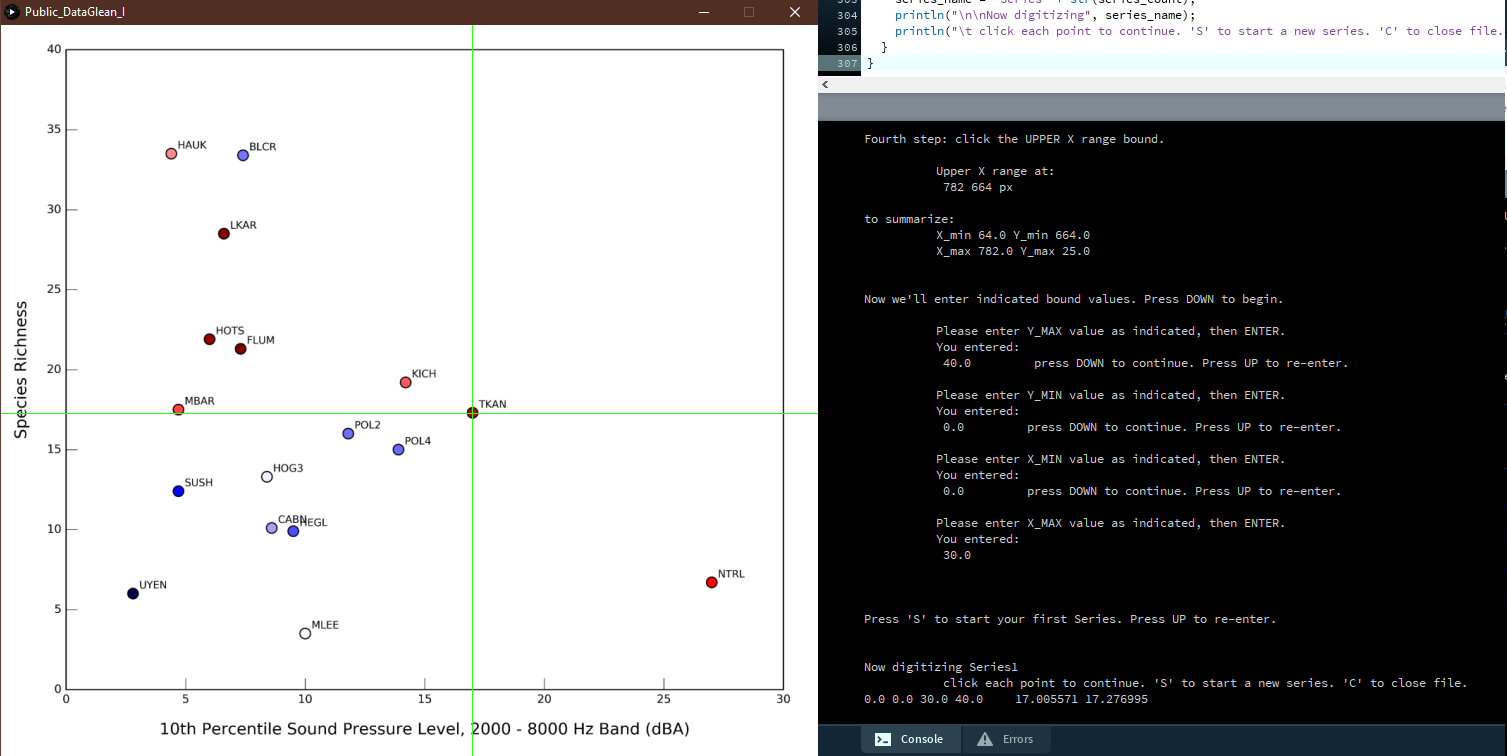 Public_DataGlean_I
40
35
30
25
20
15
10
5
0
0 5 10 15 20 25 30
Species Richness
10th Percentile Sound Pressure Level, 2000 - 8000 Hz Band (dBA)
HAUK
BLCR
LKAR
HOTS
FLUM
KICH
MBAR
TKAN
POL2
POL4
HOG3
SUSH
CABN
HEGL
UYEN
NTRL
MLEE
304 println("\n\nNow digitizing", series_name);
305 println("\t click each point to continue. 'S' to start a new series. 'C' to close file.
306 }
307 }
Fourth step: click the UPPER X range bound.
Upper X range at:
782 664 px
to summarize:
X_min 64.0 Y_min 664.0
X_max 782.0 Y_max 25.0
Now we'll enter indicated bound values. Press DOWN to begin.
Please enter Y_MAX value as indicated, then ENTER.
You entered:
40.0 press DOWN to continue. Press UP to re-enter.
Please enter Y_MIN value as indicated, then ENTER.
You entered:
0.0 press DOWN to continue. Press UP to re-enter.
Please enter X_MIN value as indicated, then ENTER.
You entered:
0.0 press DOWN to continue. Press UP to re-enter.
Please enter X_MAX value as indicated, then ENTER.
You entered:
30.0
Press 'S' to start your first Series. Press UP to re-enter.
Now digitizing Series1
click each point to continue. 'S' to start a new series. 'C' to close file.
0.0 0.0 30.0 40.0 17.005571 17.276995
Console
Errors